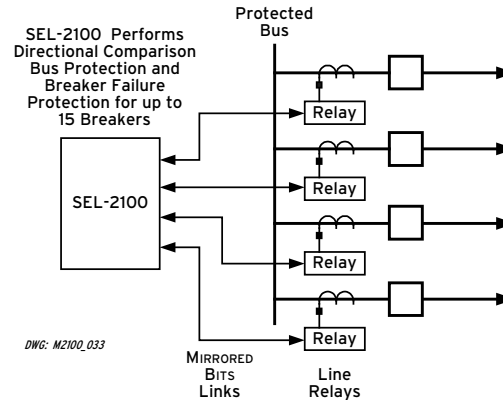 SEL-2100 Performs
Directional Comparison
Bus Protection and
Breaker Failure
Protection for up to
15 Breakers
Protected
Bus
Relay
Relay
Relay
Relay
SEL-2100
DWG: M2100_033
MIRRORED
BITS
Links
Line
Relays